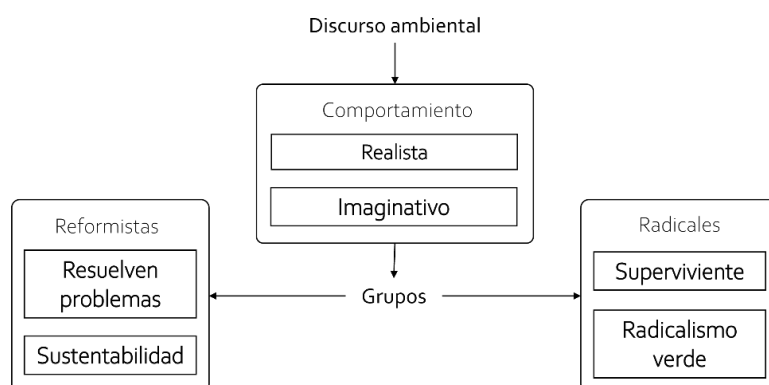 Discurso ambiental
Comportamiento
Realista
Imaginativo
Reformistas
Resuelven
problemas
Sustentabilidad
Grupos
Radicales
Superviviente
Radicalismo
verde